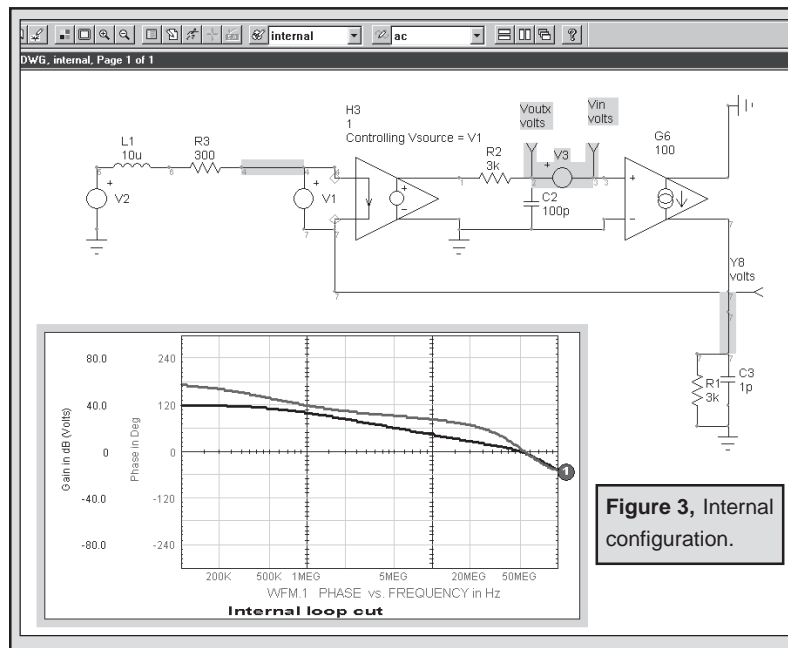 internal
ac
?
DWG, internal, Page 1 of 1
L1
10u
R3
300
V2
V1
H3
1
Controlling Vsource = V1
R2
3k
Voutx
volts
Vin
volts
V3
C2
100p
G6
100
Y8
volts
R1
3k
C3
1p
Gain in dB (Volts)
80.0
40.0
0
-40.0
-80.0
Phase in Deg
240
120
0
-120
-240
200K 500K 1MEG 5MEG 20MEG 50MEG
WFM.1 PHASE vs. FREQUENCY in Hz
Internal loop cut
1
Figure 3, Internal
configuration.